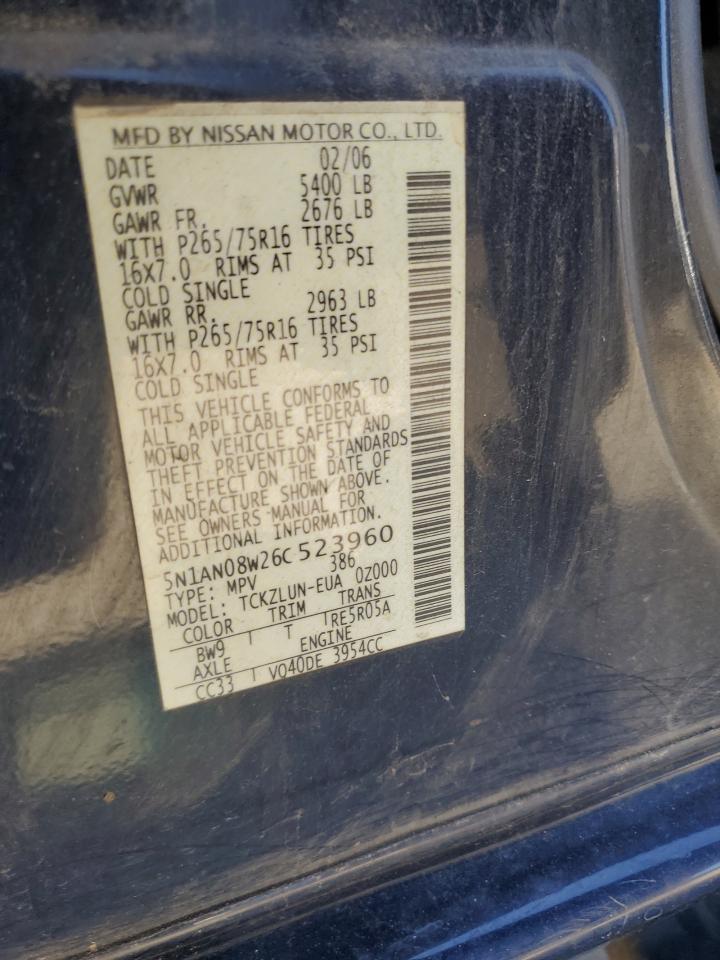 MFD BY NISSAN MOTOR CO., LTD.
DATE 02/06
GVWR 5400 LB
GAWR FR. 2676 LB
WITH P265/75R16 TIRES
16X7.0 RIMS AT 35 PSI
COLD SINGLE
GAWR RR. 2963 LB
WITH P265/75R16 TIRES
16X7.0 RIMS AT 35 PSI
COLD SINGLE
THIS VEHICLE CONFORMS TO
ALL APPLICABLE FEDERAL
MOTOR VEHICLE SAFETY AND
THEFT PREVENTION STANDARDS
IN EFFECT ON THE DATE OF
MANUFACTURE SHOWN ABOVE.
SEE OWNERS MANUAL FOR
ADDITIONAL INFORMATION.
5N1AN08W26C523960
TYPE: MPV 386
MODEL: TCKZLUN-EUA 0Z000
COLOR TRIM TRANS
BW9 T RE5R05A
AXLE ENGINE
CC33 VQ40DE 3954CC